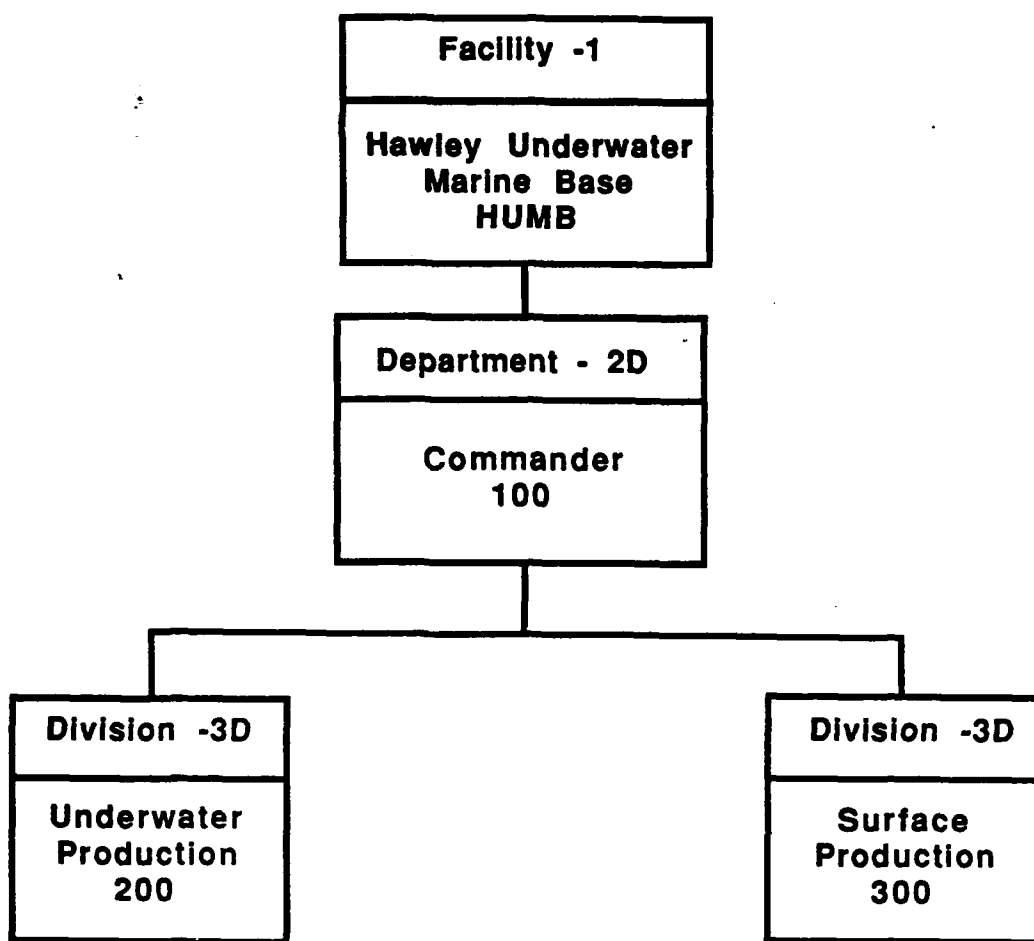 Facility -1
Hawley Underwater
Marine Base
HUMB
Department - 2D
Commander
100
Division -3D
Underwater
Production
200
Division -3D
Surface
Production
300